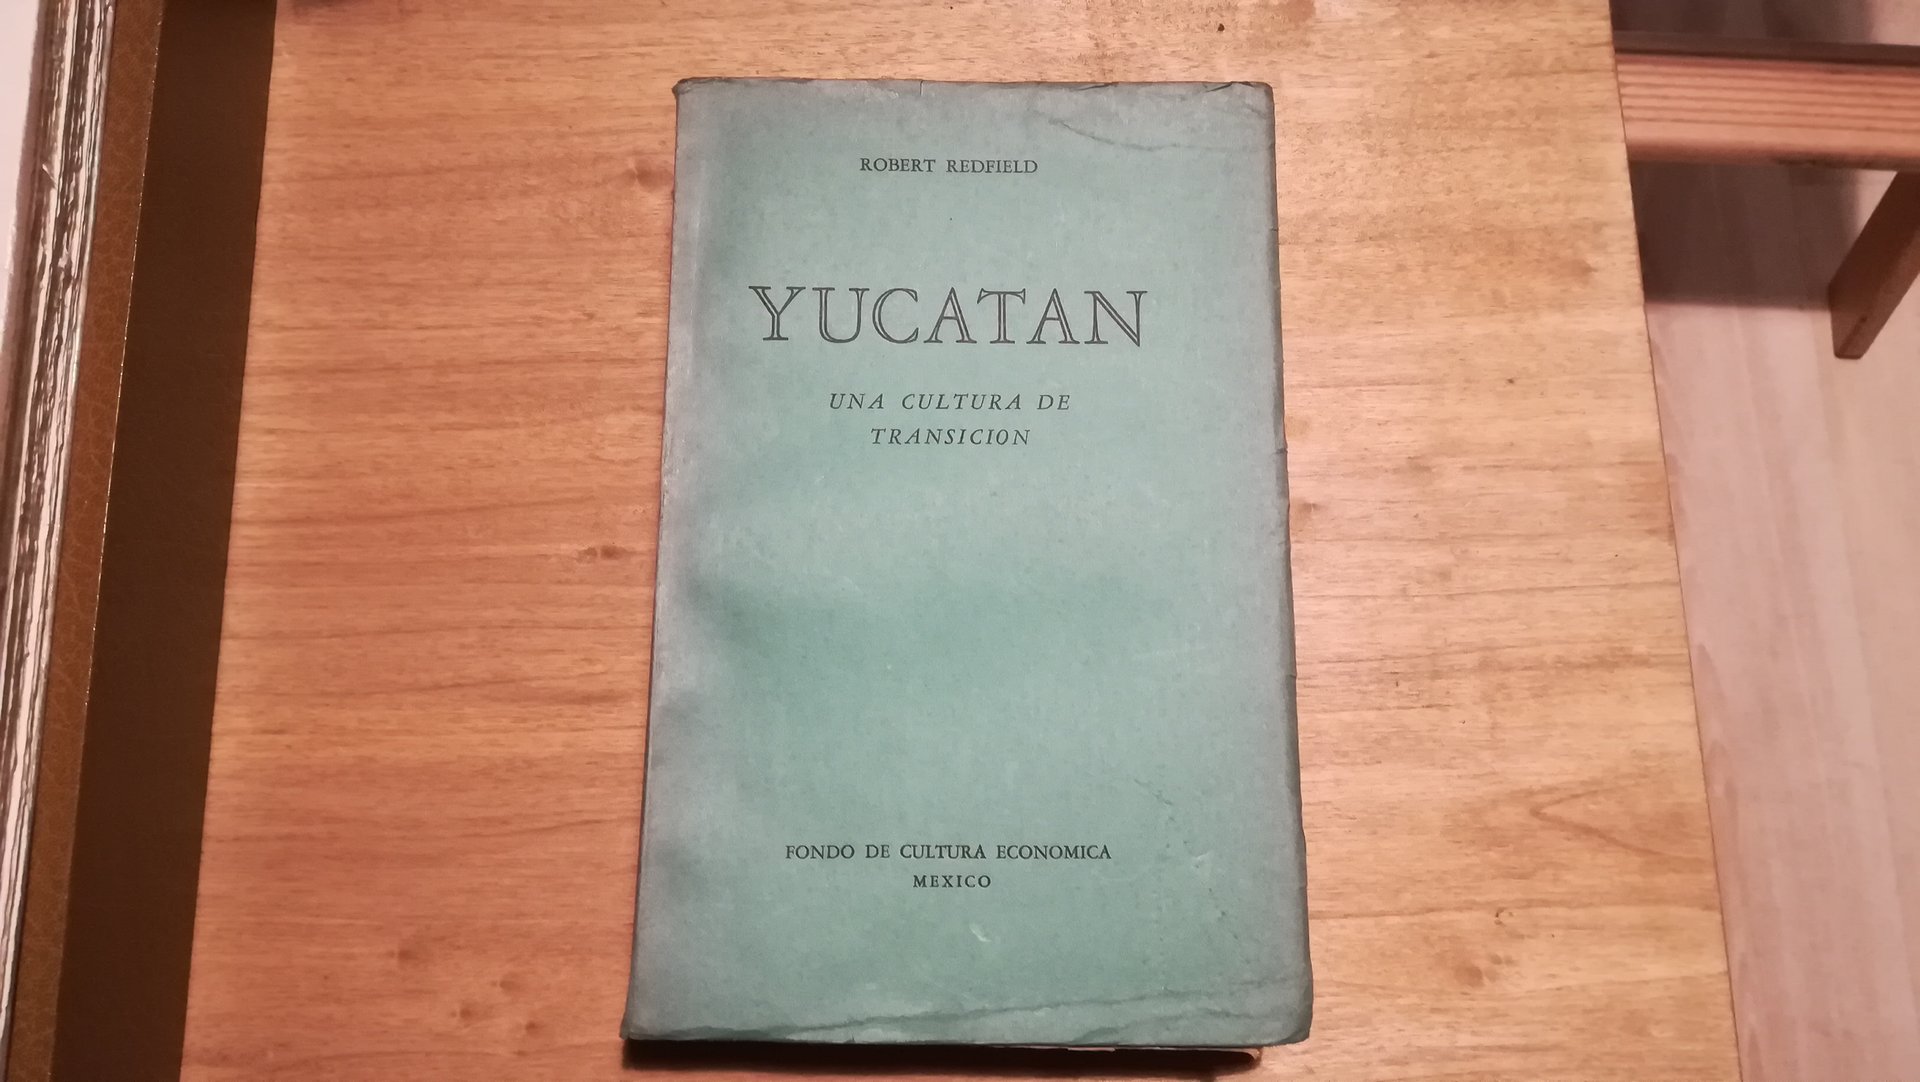 ROBERT REDFIELD
YUCATAN
UNA CULTURA DE
TRANSICION
FONDO DE CULTURA ECONOMICA
MEXICO